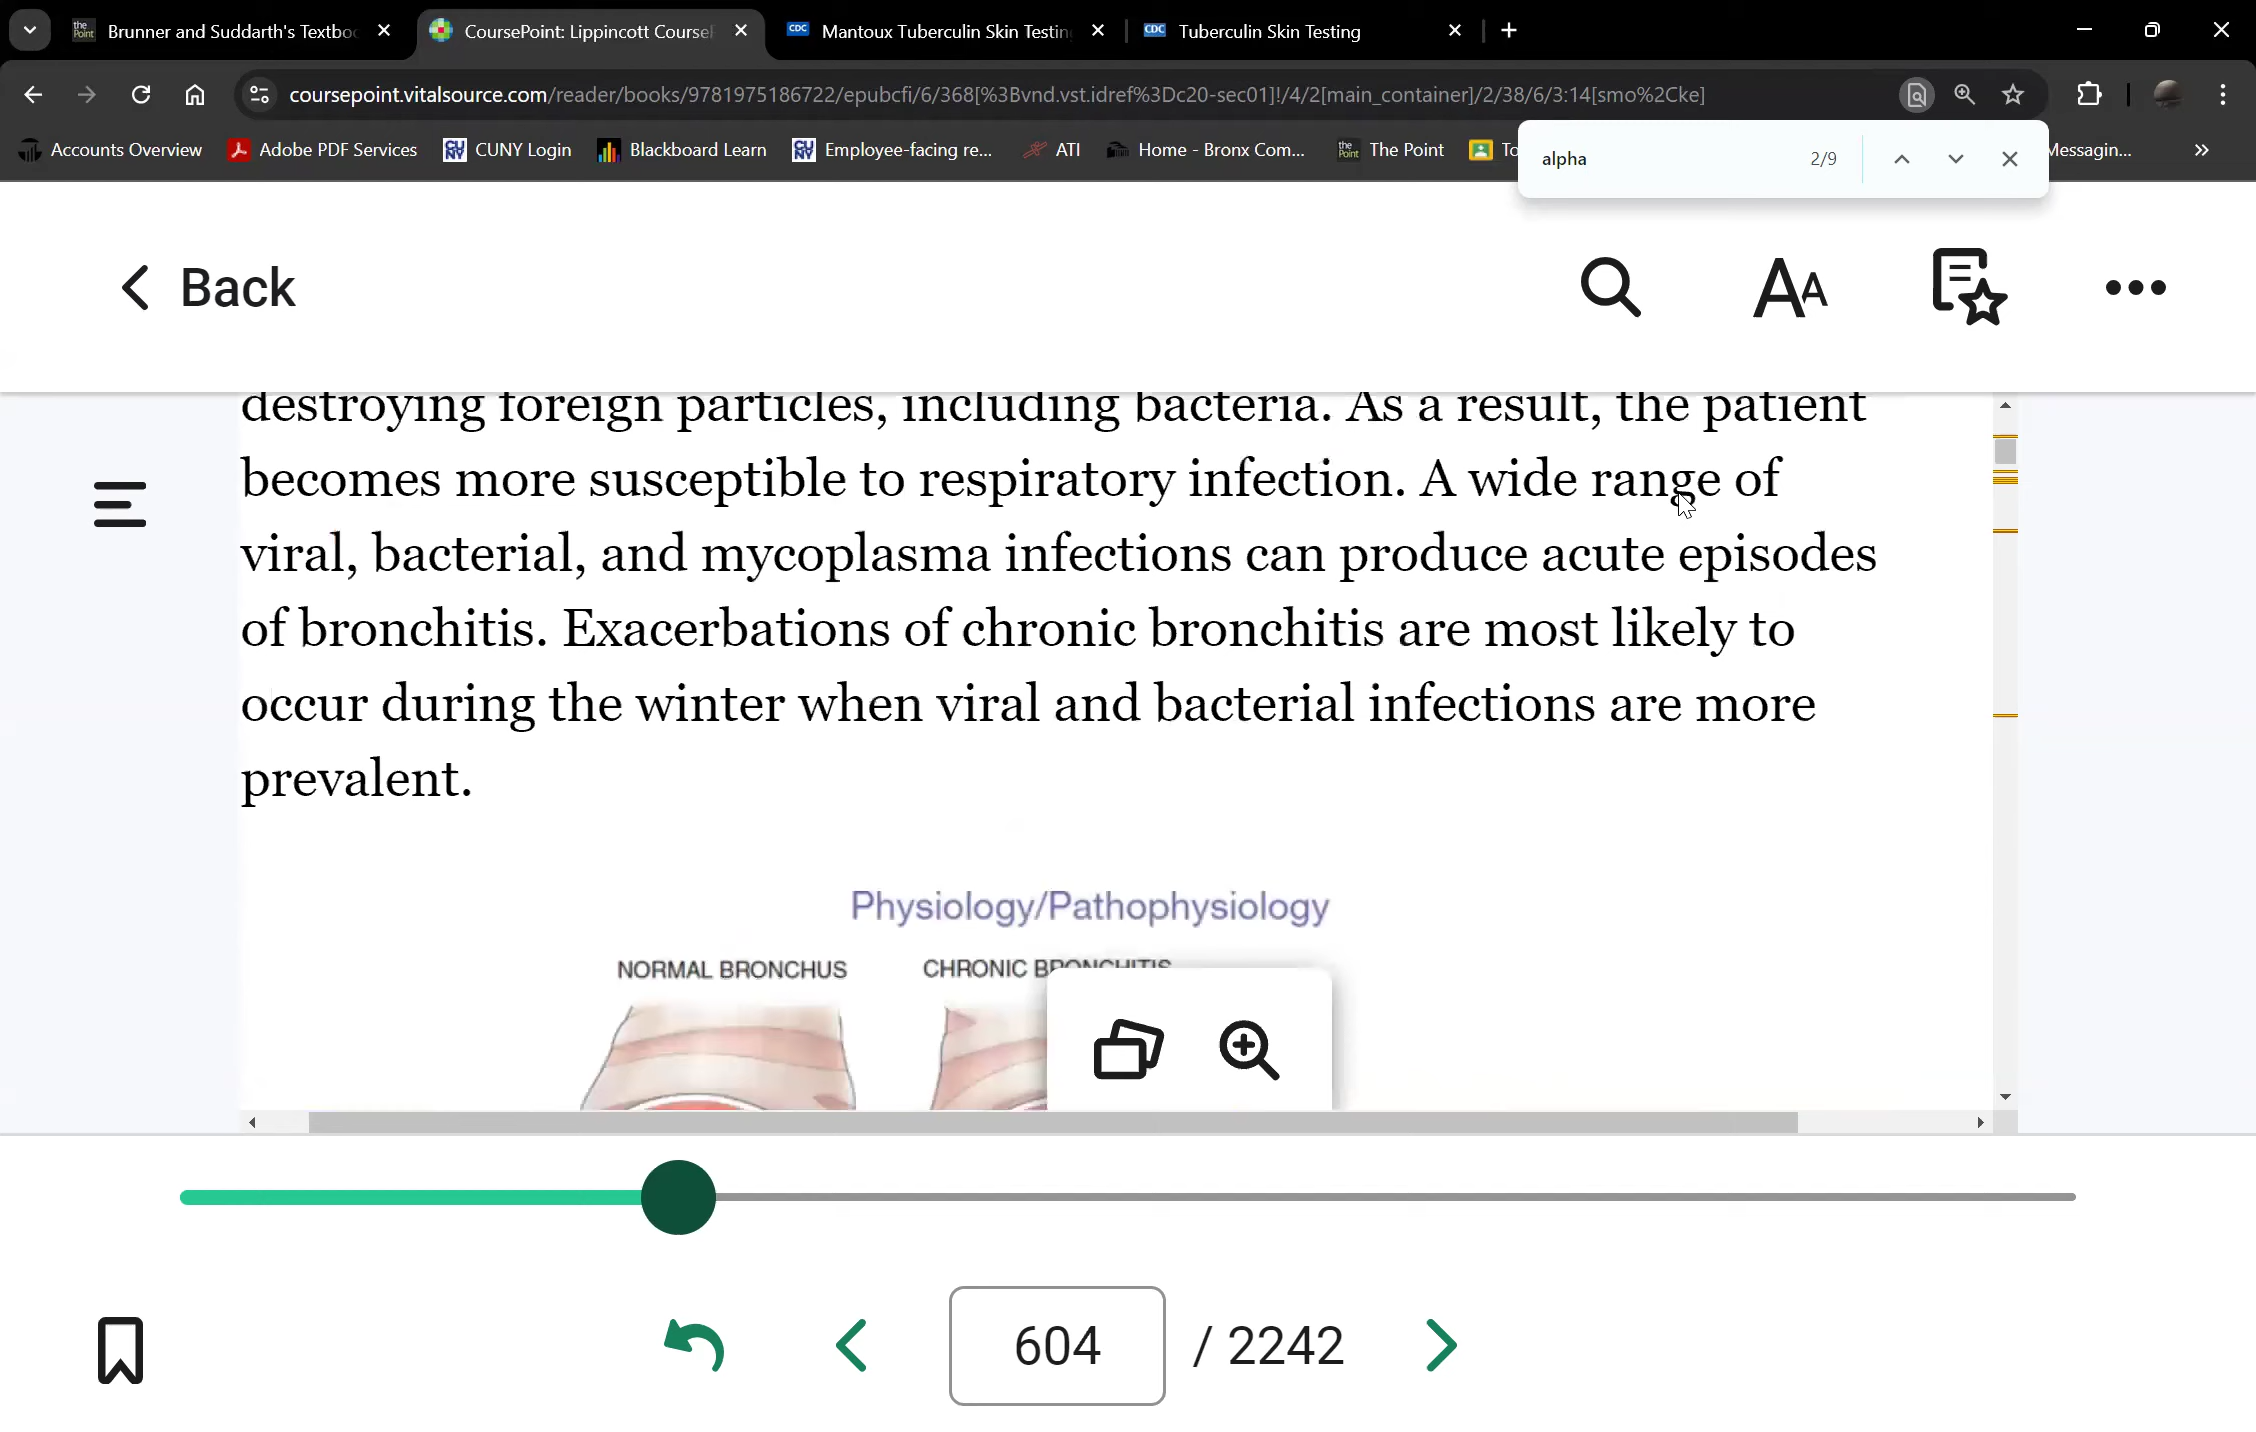 Brunner and Suddarth's Textbo
CoursePoint: Lippincott Course
Mantoux Tuberculin Skin Testin
Tuberculin Skin Testing
coursepoint.vitalsource.com/reader/books/9781975186722/epubcfi/6/368[%3Bvnd.vst.idref%3Dc20-sec01]!/4/2[main_container]/2/38/6/3:14[smo%2Cke]
Accounts Overview
Adobe PDF Services
CUNY Login
Blackboard Learn
Employee-facing re...
ATI
Home - Bronx Com...
The Point
To
Messagin...
alpha 2/9
Back
destroying foreign particles, including bacteria. As a result, the patient
becomes more susceptible to respiratory infection. A wide range of
viral, bacterial, and mycoplasma infections can produce acute episodes
of bronchitis. Exacerbations of chronic bronchitis are most likely to
occur during the winter when viral and bacterial infections are more
prevalent.
Physiology/Pathophysiology
NORMAL BRONCHUS
CHRONIC BRONCHITIS
604 / 2242